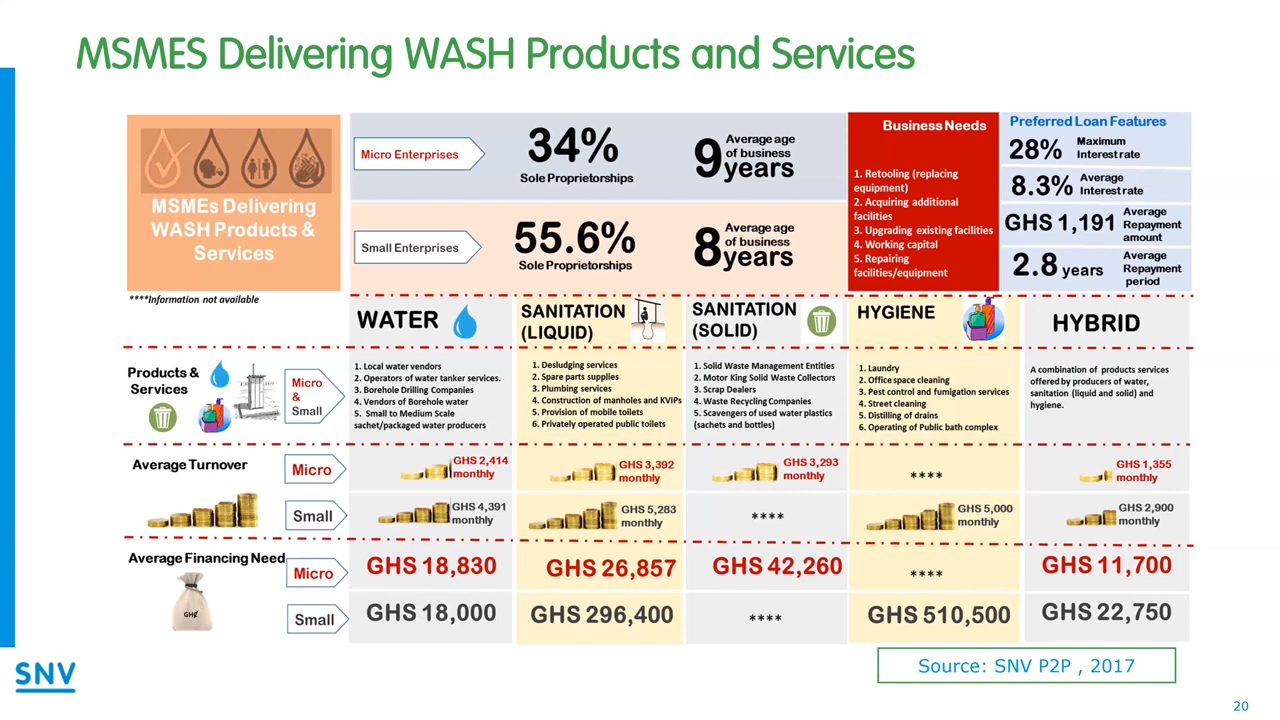 MSMES Delivering WASH Products and Services
MSMEs Delivering
WASH Products &
Services
****Information not available
Micro Enterprises
34%
Sole Proprietorships
9 years
Average age
of business
Small Enterprises
55.6%
Sole Proprietorships
8 years
Average age
of business
Business Needs
1. Retooling (replacing
equipment)
2. Acquiring additional
facilities
3. Upgrading existing facilities
4. Working capital
5. Repairing
facilities/equipment
Preferred Loan Features
28%
Maximum
Interest rate
8.3%
Average
Interest rate
GHS 1,191
Average
Repayment
amount
2.8 years
Average
Repayment
period
WATER
SANITATION
(LIQUID)
SANITATION
(SOLID)
HYGIENE
HYBRID
Products &
Services
Micro
&
Small
1. Local water vendors
2. Operators of water tanker services.
3. Borehole Drilling Companies
4. Vendors of Borehole water
5. Small to Medium Scale
sachet/packaged water producers
1. Desludging services
2. Spare parts supplies
3. Plumbing services
4. Construction of manholes and KVIPs
5. Provision of mobile toilets
6. Privately operated public toilets
1. Solid Waste Management Entities
2. Motor King Solid Waste Collectors
3. Scrap Dealers
4. Waste Recycling Companies
5. Scavengers of used water plastics
(sachets and bottles)
1. Laundry
2. Office space cleaning
3. Pest control and fumigation services
4. Street cleaning
5. Distilling of drains
6. Operating of Public bath complex
A combination of products services
offered by producers of water,
sanitation (liquid and solid) and
hygiene.
Average Turnover
Micro
GHS 2,414
monthly
GHS 3,392
monthly
GHS 3,293
monthly
****
GHS 1,355
monthly
Small
GHS 4,391
monthly
GHS 5,283
monthly
****
GHS 5,000
monthly
GHS 2,900
monthly
Average Financing Need
GH₵
Micro
GHS 18,830
GHS 26,857
GHS 42,260
****
GHS 11,700
Small
GHS 18,000
GHS 296,400
****
GHS 510,500
GHS 22,750
Source: SNV P2P , 2017
SNV
20